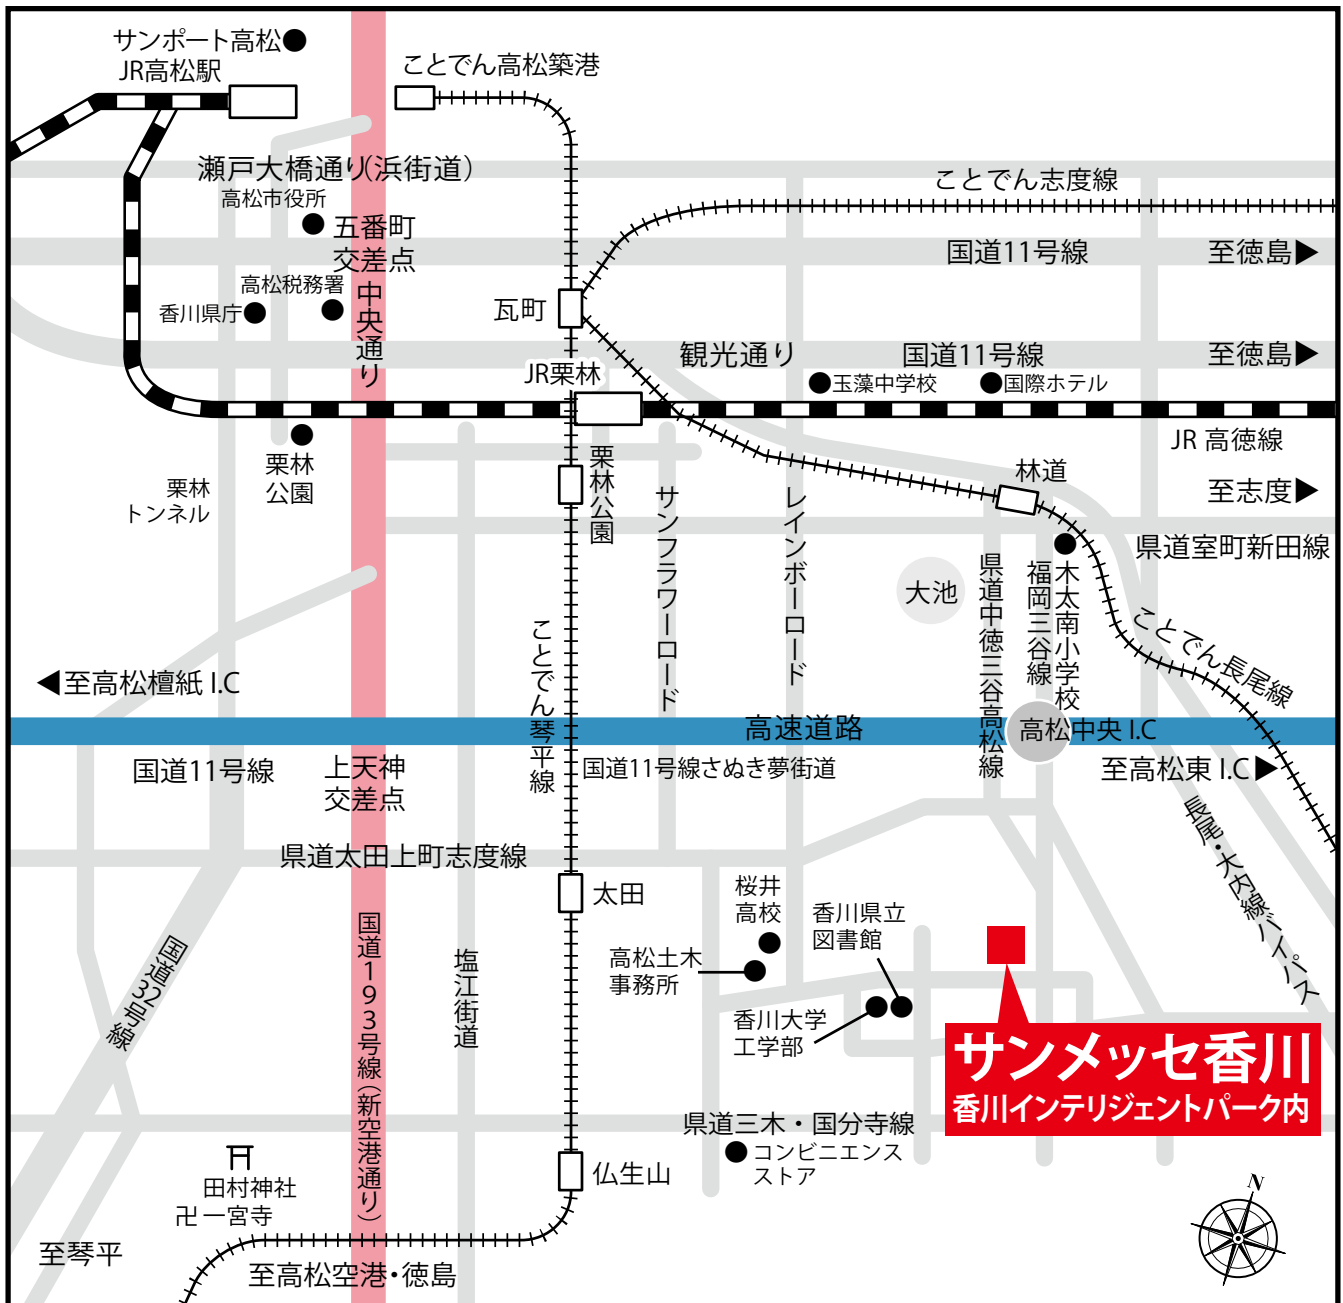 サンポート高松
JR高松駅
ことでん高松築港
瀬戸大橋通り(浜街道)
高松市役所
ことでん志度線
五番町
交差点
国道11号線
至徳島▶
高松税務署
香川県庁
中央通り
瓦町
観光通り
国道11号線
至徳島▶
JR栗林
玉藻中学校
国際ホテル
JR 高徳線
栗林
公園
栗林
トンネル
栗林公園
サンフラワーロード
レインボーロード
林道
至志度▶
県道室町新田線
大池
県道中徳三谷高松線
福岡三谷線
木太南小学校
ことでん長尾線
ことでん琴平線
◀至高松檀紙 I.C
高速道路
高松中央 I.C
国道11号線
上天神
交差点
国道11号線さぬき夢街道
至高松東 I.C▶
長尾・大内線バイパス
県道太田上町志度線
太田
桜井
高校
香川県立
図書館
高松土木
事務所
香川大学
工学部
国道32号線
国道193号線(新空港通り)
塩江街道
サンメッセ香川
香川インテリジェントパーク内
県道三木・国分寺線
コンビニエンス
ストア
仏生山
田村神社
卍一宮寺
至琴平
至高松空港・徳島
N